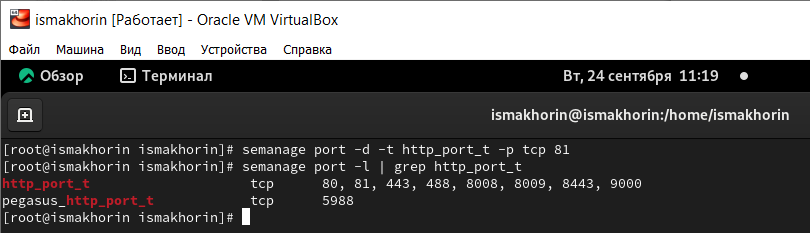 ismakhorin [Работает] - Oracle VM VirtualBox
Файл Машина Вид Ввод Устройства Справка
Обзор Терминал Вт, 24 сентября 11:19
ismakhorin@ismakhorin:/home/ismakhorin
[root@ismakhorin ismakhorin]# semanage port -d -t http_port_t -p tcp 81
[root@ismakhorin ismakhorin]# semanage port -l | grep http_port_t
http_port_t tcp 80, 81, 443, 488, 8008, 8009, 8443, 9000
pegasus_http_port_t tcp 5988
[root@ismakhorin ismakhorin]#